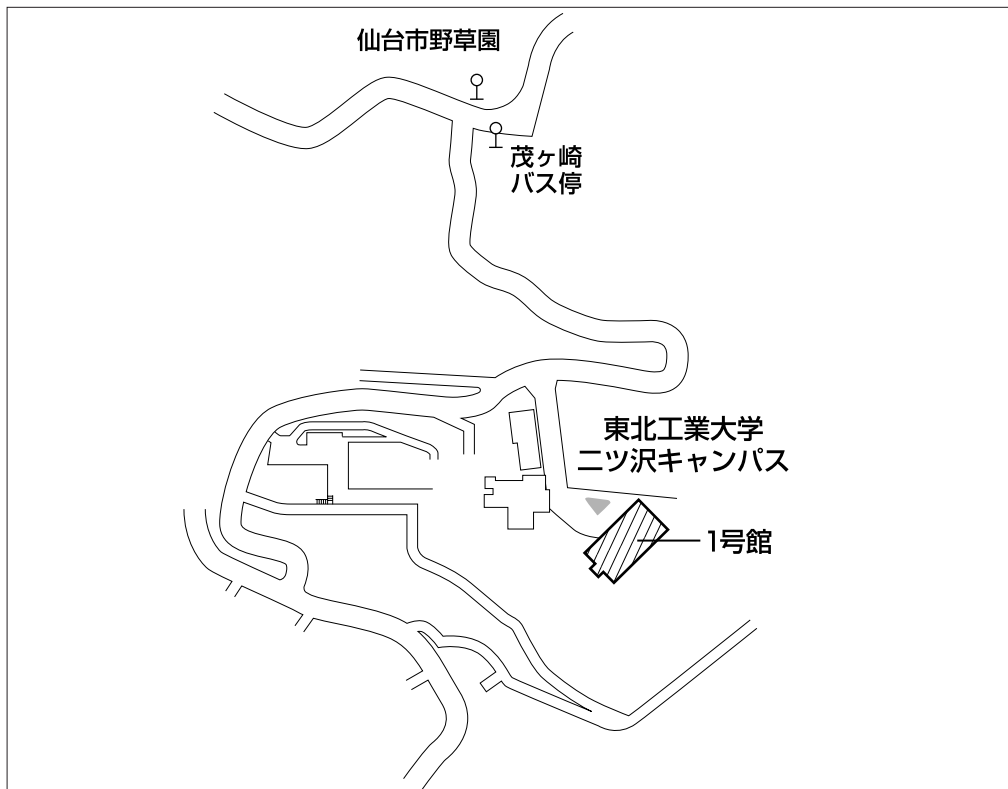 仙台市野草園
茂ヶ崎
バス停
東北工業大学
二ツ沢キャンパス
1号館